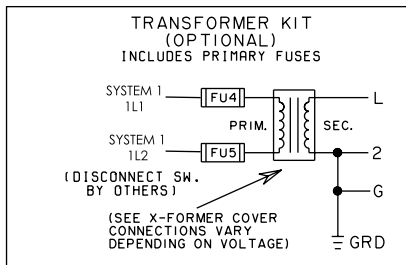 TRANSFORMER KIT
(OPTIONAL)
INCLUDES PRIMARY FUSES
SYSTEM 1
1L1
FU4
L
PRIM.
SEC.
SYSTEM 1
1L2
FU5
2
(DISCONNECT SW.
BY OTHERS)
G
(SEE X-FORMER COVER
CONNECTIONS VARY
DEPENDING ON VOLTAGE)
GRD